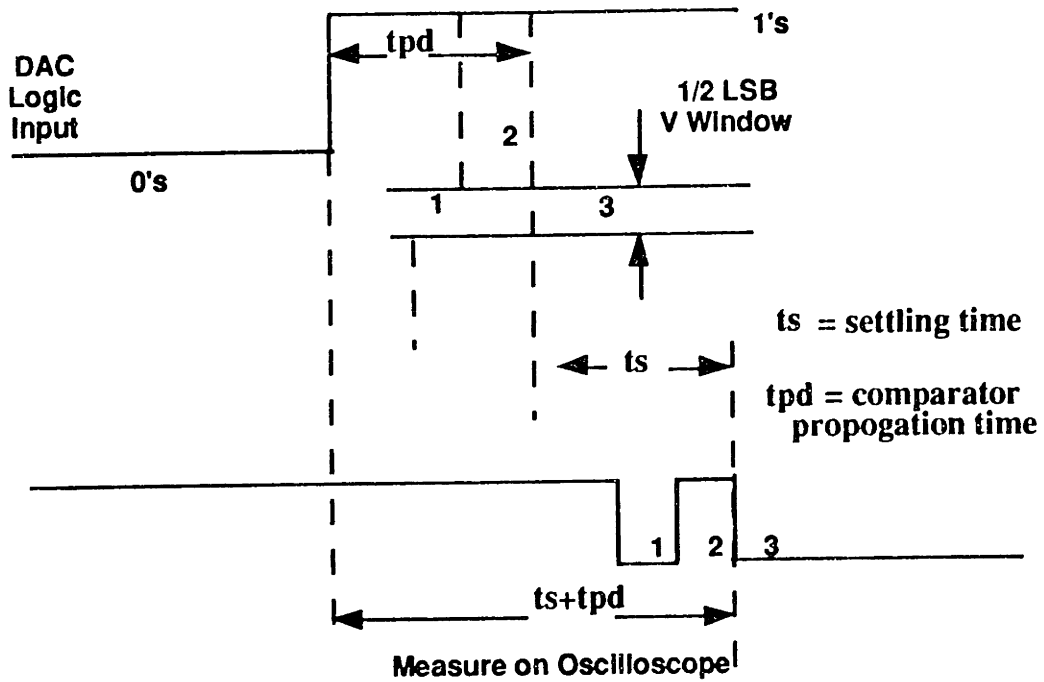 1's
tpd
DAC
Logic
Input
1/2 LSB
V Window
2
0's
1
3
ts = settling time
ts
tpd = comparator
propogation time
1
2
3
ts+tpd
Measure on Oscilloscope